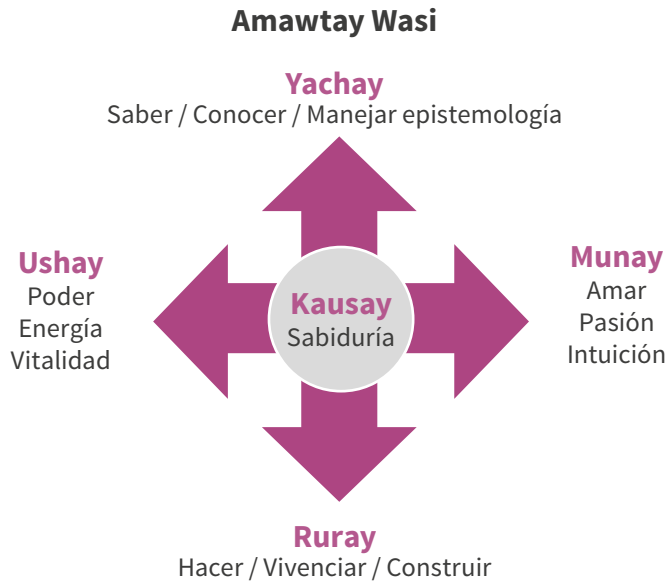 Amawtay Wasi
Yachay
Saber / Conocer / Manejar epistemología
Ushay
Poder
Energía
Vitalidad
Kausay
Sabiduría
Munay
Amar
Pasión
Intuición
Ruray
Hacer / Vivenciar / Construir